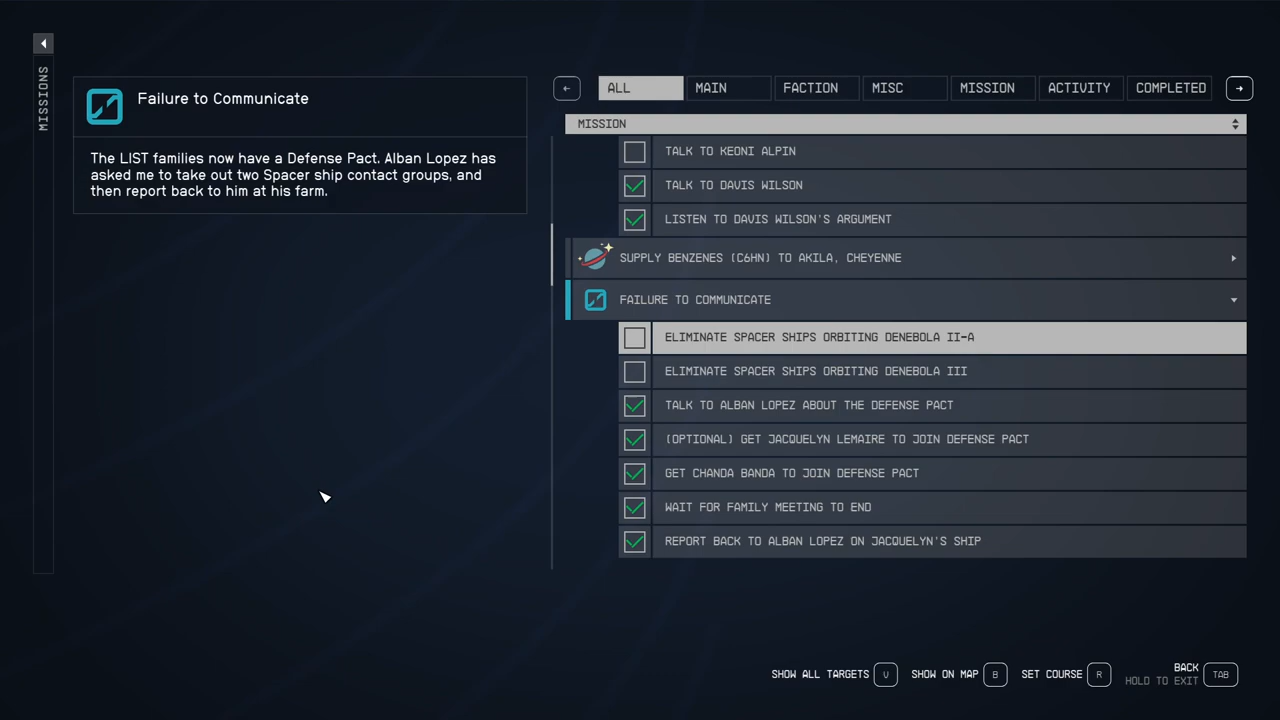 MISSIONS
Failure to Communicate
The LIST families now have a Defense Pact. Alban Lopez has
asked me to take out two Spacer ship contact groups, and
then report back to him at his farm.
ALL
MAIN
FACTION
MISC
MISSION
ACTIVITY
COMPLETED
MISSION
TALK TO KEONI ALPIN
TALK TO DAVIS WILSON
LISTEN TO DAVIS WILSON'S ARGUMENT
SUPPLY BENZENES (C6HN) TO AKILA, CHEYENNE
FAILURE TO COMMUNICATE
ELIMINATE SPACER SHIPS ORBITING DENEBOLA II-A
ELIMINATE SPACER SHIPS ORBITING DENEBOLA III
TALK TO ALBAN LOPEZ ABOUT THE DEFENSE PACT
(OPTIONAL) GET JACQUELYN LEMAIRE TO JOIN DEFENSE PACT
GET CHANDA BANDA TO JOIN DEFENSE PACT
WAIT FOR FAMILY MEETING TO END
REPORT BACK TO ALBAN LOPEZ ON JACQUELYN'S SHIP
SHOW ALL TARGETS V
SHOW ON MAP B
SET COURSE R
BACK
HOLD TO EXIT
TAB